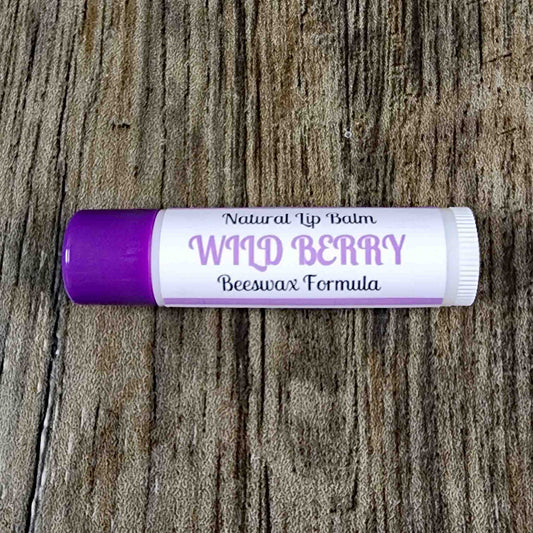 Natural Lip Balm
WILD BERRY
Beeswax Formula